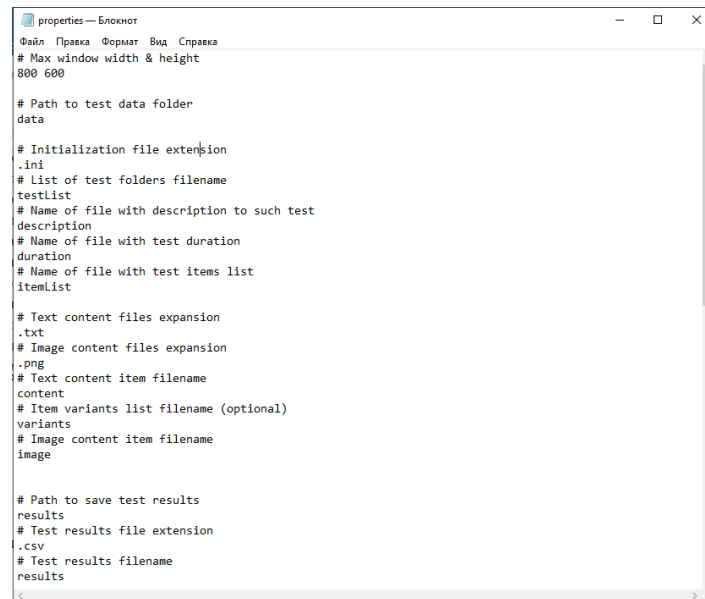 properties — Блокнот
Файл Правка Формат Вид Справка
# Max window width & height
800 600
# Path to test data folder
data
# Initialization file extension
.ini
# List of test folders filename
testList
# Name of file with description to such test
description
# Name of file with test duration
duration
# Name of file with test items list
itemList
# Text content files expansion
.txt
# Image content files expansion
.png
# Text content item filename
content
# Item variants list filename (optional)
variants
# Image content item filename
image
# Path to save test results
results
# Test results file extension
.csv
# Test results filename
results